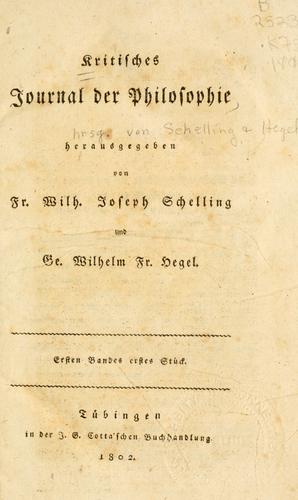 B
2523
Kritisches
Journal der Philosophie,
hrsg. von Schelling & Hegel
herausgegeben
von
Fr. Wilh. Joseph Schelling
und
Ge. Wilhelm Fr. Hegel.
Ersten Bandes erstes Stück.
Tübingen
in der J. G. Cotta'schen Buchhandlung
1802.